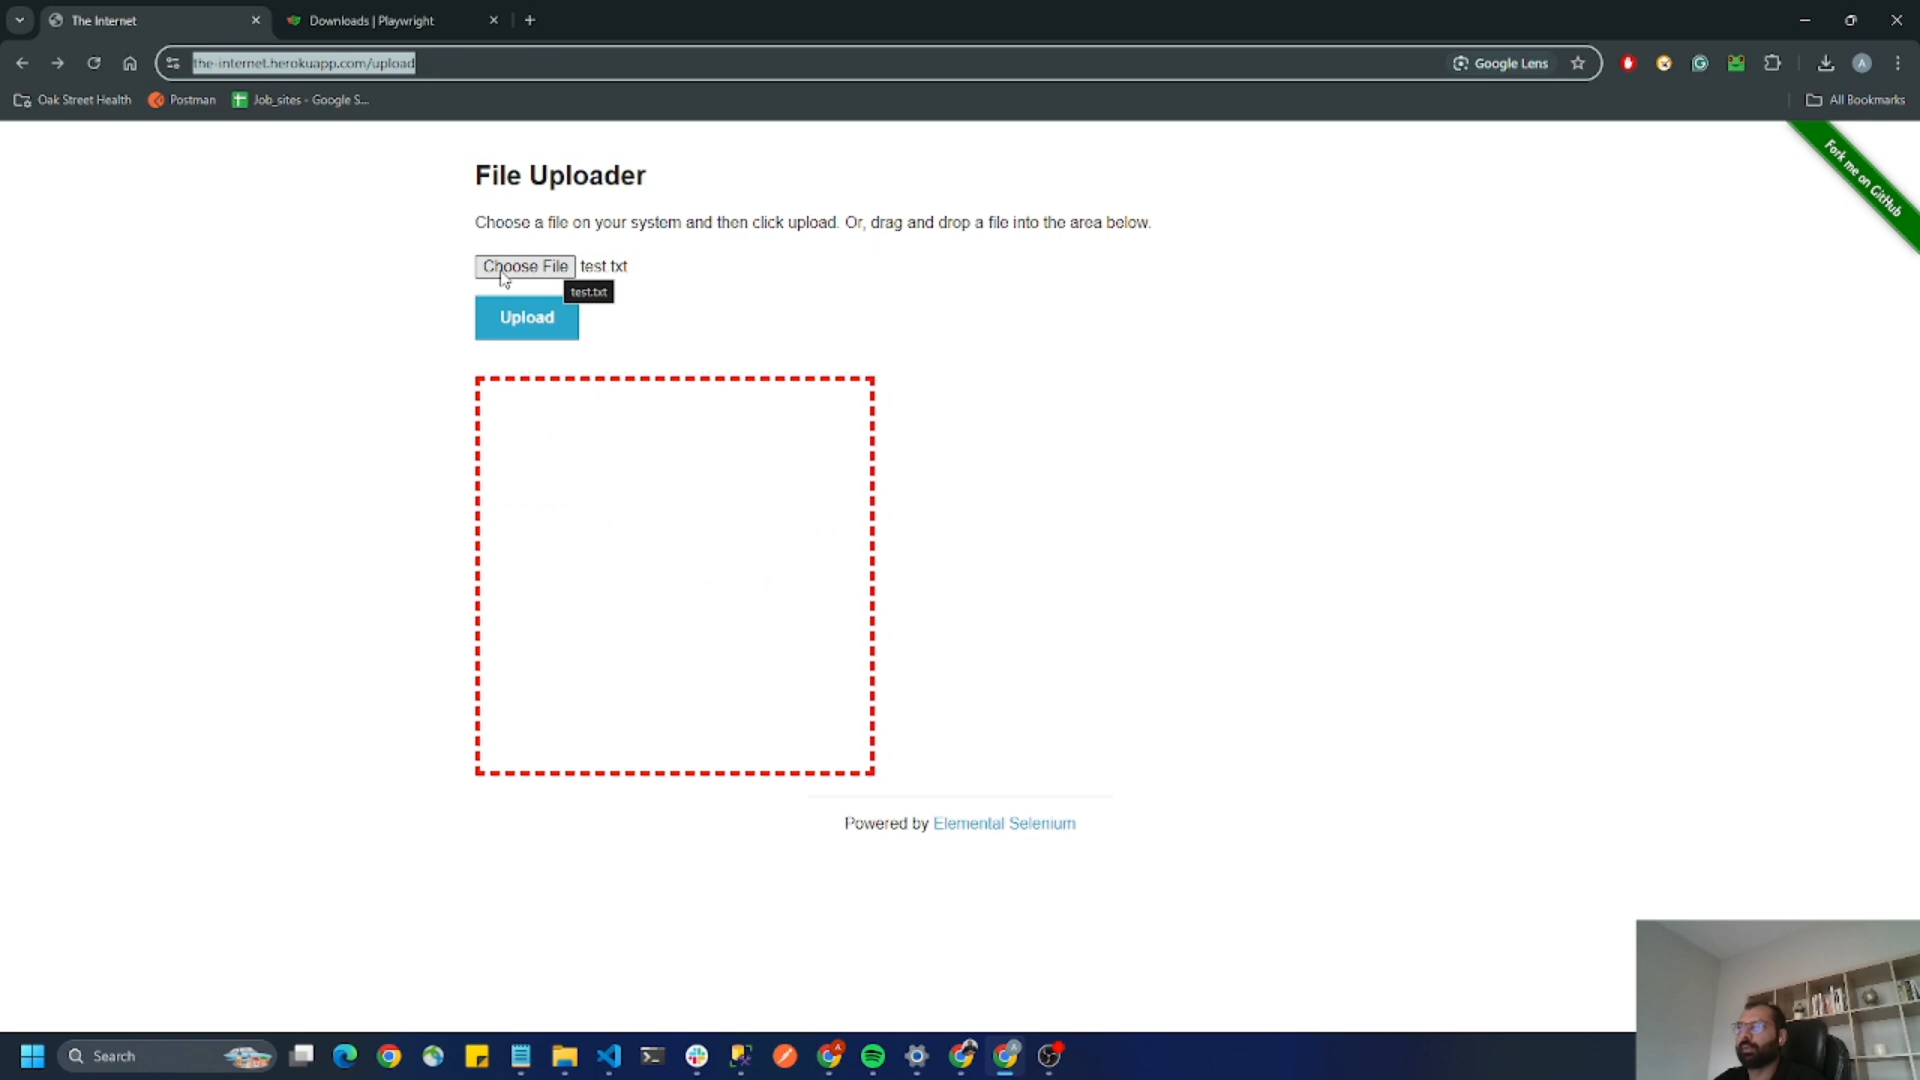 The Internet
Downloads | Playwright
the-internet.herokuapp.com/upload
Google Lens
A
Oak Street Health
Postman
Job_sites - Google S...
All Bookmarks
Fork me on GitHub
File Uploader
Choose a file on your system and then click upload. Or, drag and drop a file into the area below.
Choose File test.txt
test.txt
Upload
Powered by Elemental Selenium
Search